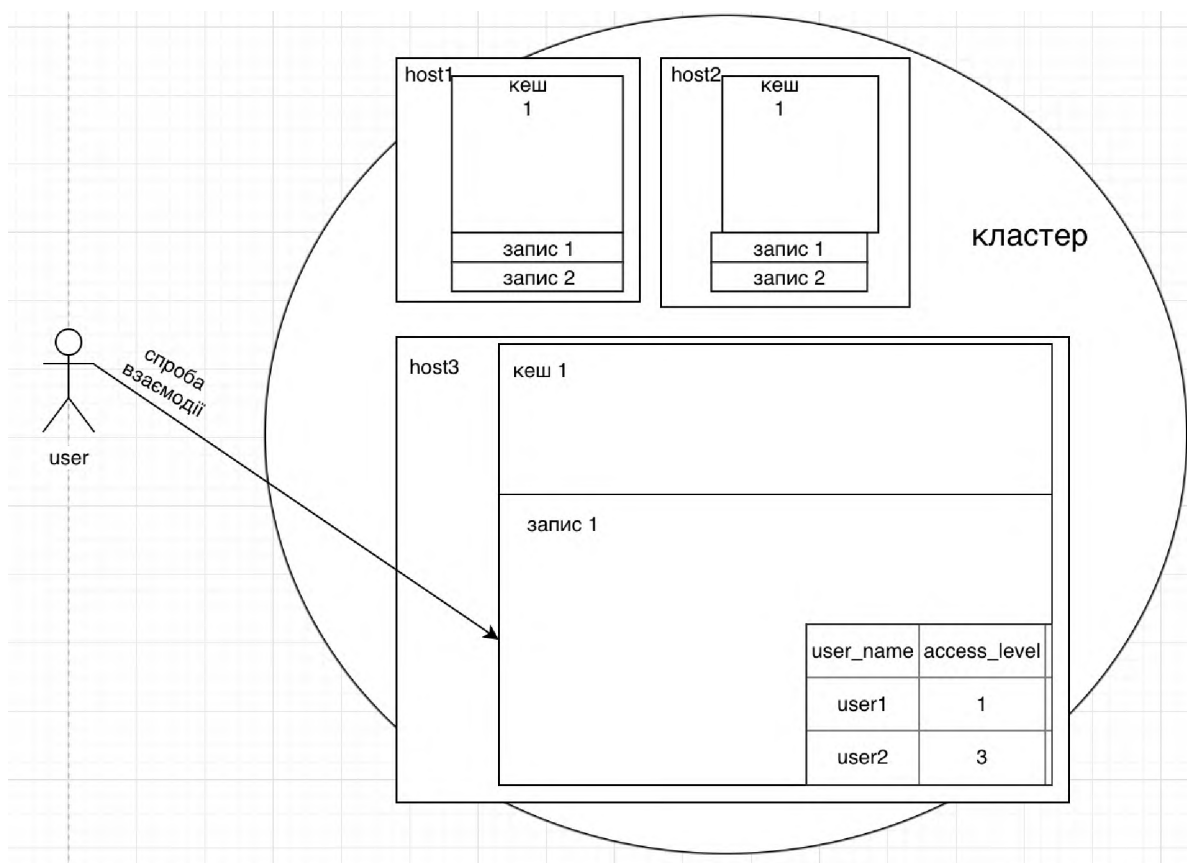 host1
кеш
1
запис 1
запис 2
host2
кеш
1
запис 1
запис 2
кластер
спроба
взаємодії
user
host3
кеш 1
запис 1
user_name access_level
user1 1
user2 3